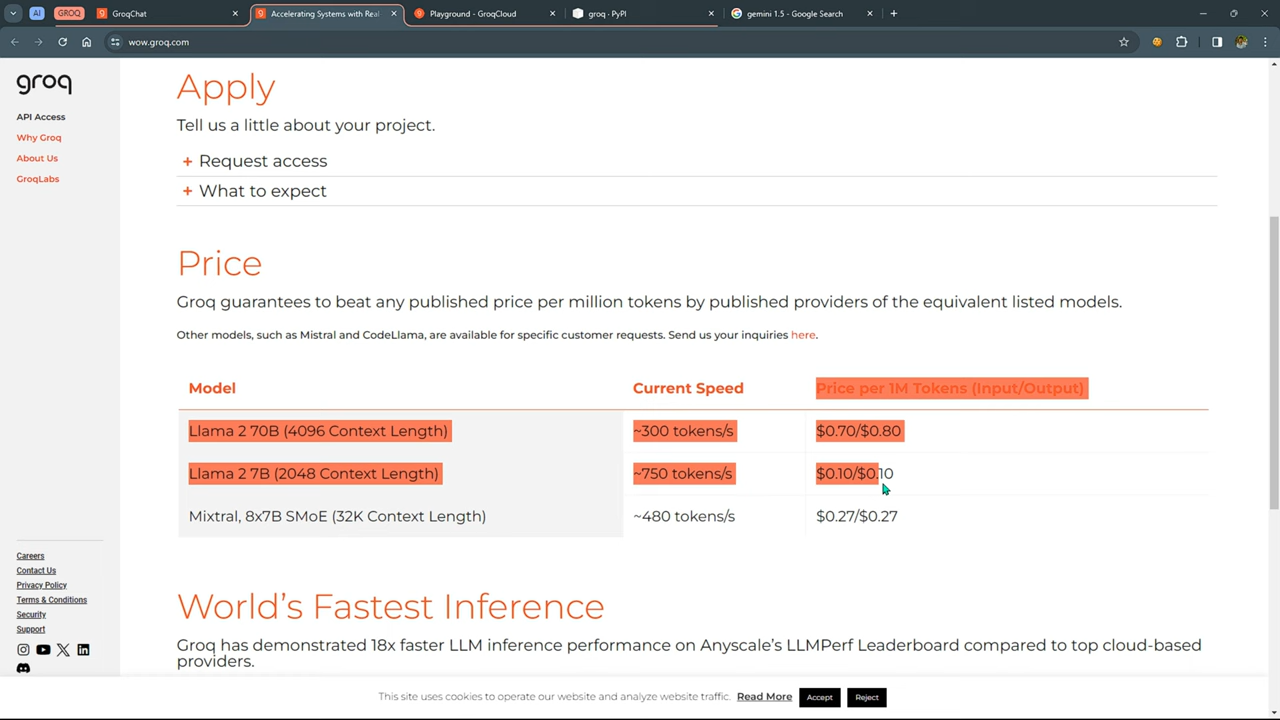 AI
GROQ
GroqChat
Accelerating Systems with Real
Playground - GroqCloud
groq · PyPI
gemini 1.5 - Google Search
wow.groq.com
groq
API Access
Why Groq
About Us
GroqLabs
Apply
Tell us a little about your project.
+ Request access
+ What to expect
Price
Groq guarantees to beat any published price per million tokens by published providers of the equivalent listed models.
Other models, such as Mistral and CodeLlama, are available for specific customer requests. Send us your inquiries here.
Model Current Speed Price per 1M Tokens (Input/Output)
Llama 2 70B (4096 Context Length) ~300 tokens/s $0.70/$0.80
Llama 2 7B (2048 Context Length) ~750 tokens/s $0.10/$0.10
Mixtral, 8x7B SMoE (32K Context Length) ~480 tokens/s $0.27/$0.27
World's Fastest Inference
Groq has demonstrated 18x faster LLM inference performance on Anyscale's LLMPerf Leaderboard compared to top cloud-based
providers.
Careers
Contact Us
Privacy Policy
Terms & Conditions
Security
Support
This site uses cookies to operate our website and analyze website traffic. Read More Accept Reject